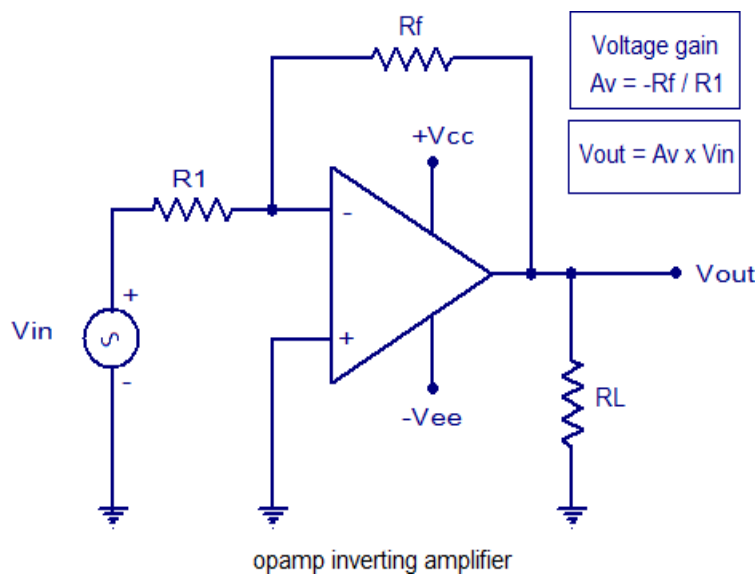 Rf
Voltage gain
Av = -Rf / R1
+Vcc
Vout = Av x Vin
R1
-
Vout
+
Vin
S
+
-
RL
-Vee
opamp inverting amplifier